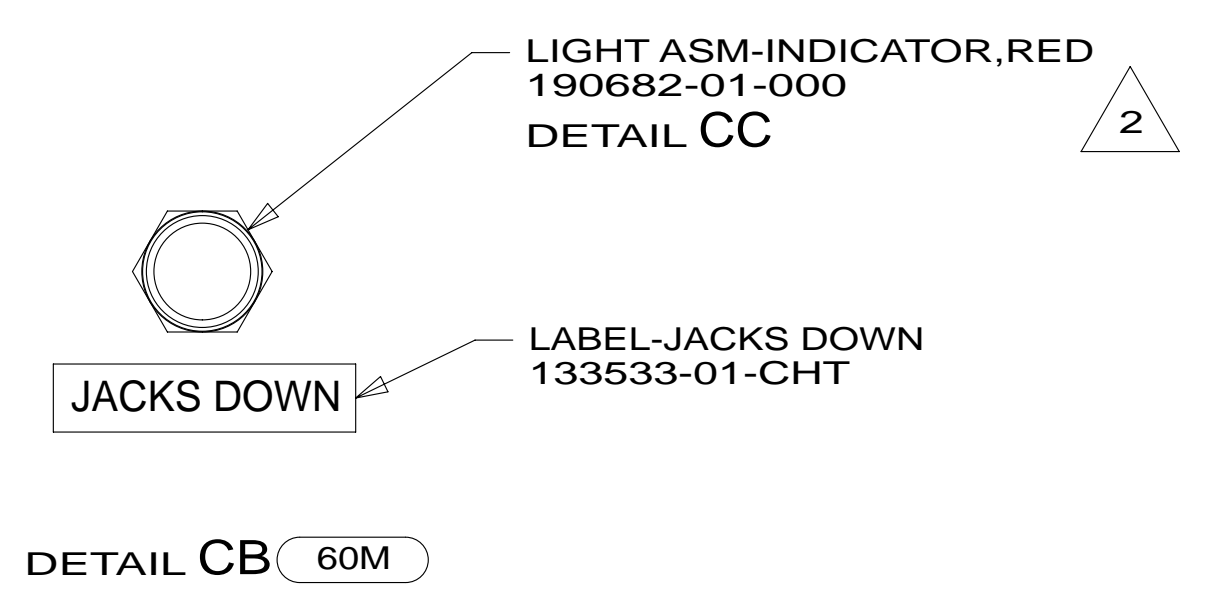 LIGHT ASM-INDICATOR,RED
190682-01-000
DETAIL CC
2
LABEL-JACKS DOWN
133533-01-CHT
JACKS DOWN
DETAIL CB 60M